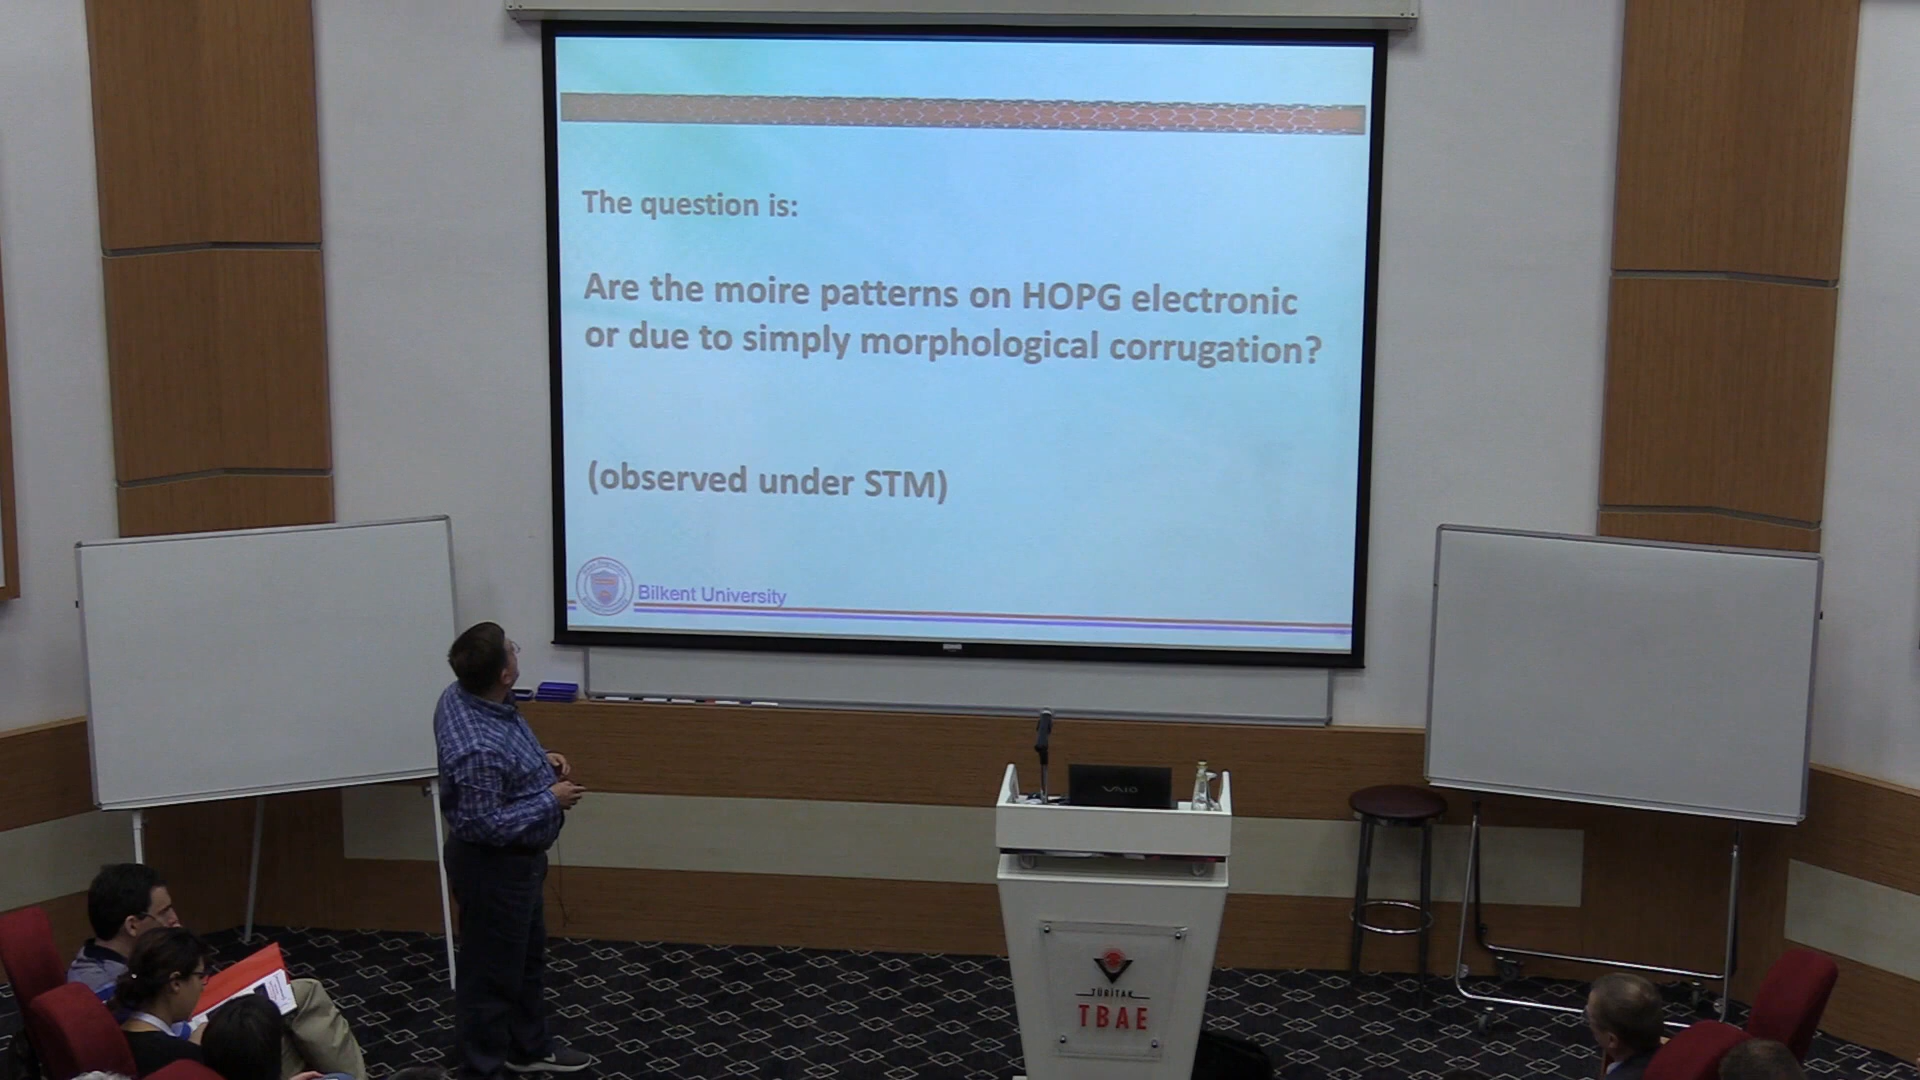 The question is:
Are the moire patterns on HOPG electronic
or due to simply morphological corrugation?
(observed under STM)
Bilkent University
VAIO
TÜBİTAK
TBAE